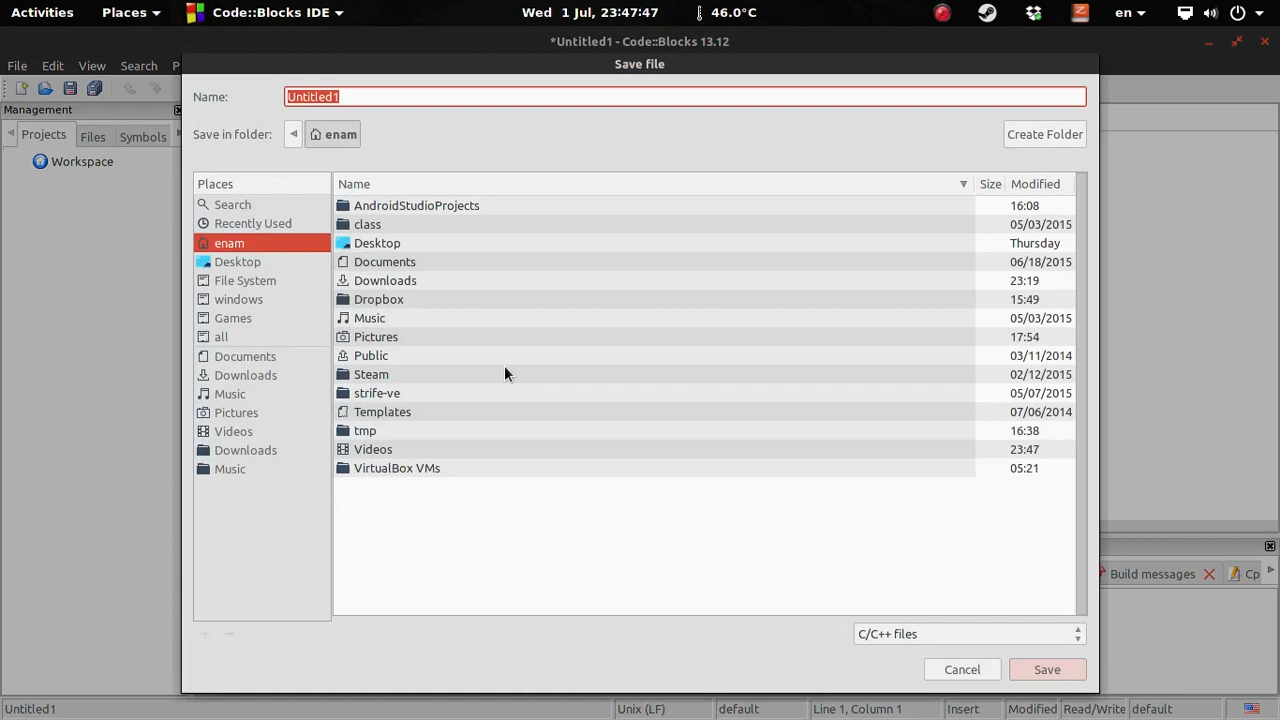 Activities Places Code::Blocks IDE Wed 1 Jul, 23:47:47 46.0°C en
*Untitled1 - Code::Blocks 13.12
File Edit View Search P
Save file
Name: Untitled1
Management
Save in folder: enam Create Folder
Projects Files Symbols
Workspace
Places Name Size Modified
Search AndroidStudioProjects 16:08
Recently Used class 05/03/2015
enam Desktop Thursday
Desktop Documents 06/18/2015
File System Downloads 23:19
windows Dropbox 15:49
Games Music 05/03/2015
all Pictures 17:54
Documents Public 03/11/2014
Downloads Steam 02/12/2015
Music strife-ve 05/07/2015
Pictures Templates 07/06/2014
Videos tmp 16:38
Downloads Videos 23:47
Music VirtualBox VMs 05:21
Build messages Cp
C/C++ files
Cancel Save
Untitled1 Unix (LF) default Line 1, Column 1 Insert Modified Read/Write default